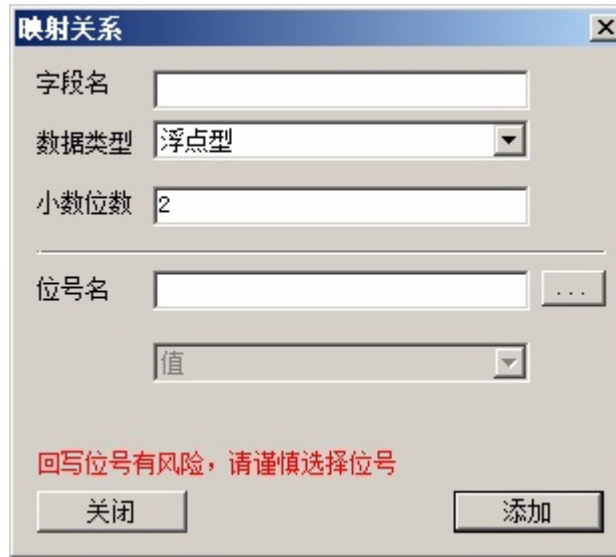 映射关系
字段名
数据类型 浮点型
小数位数 2
位号名 ...
值
回写位号有风险，请谨慎选择位号
关闭 添加